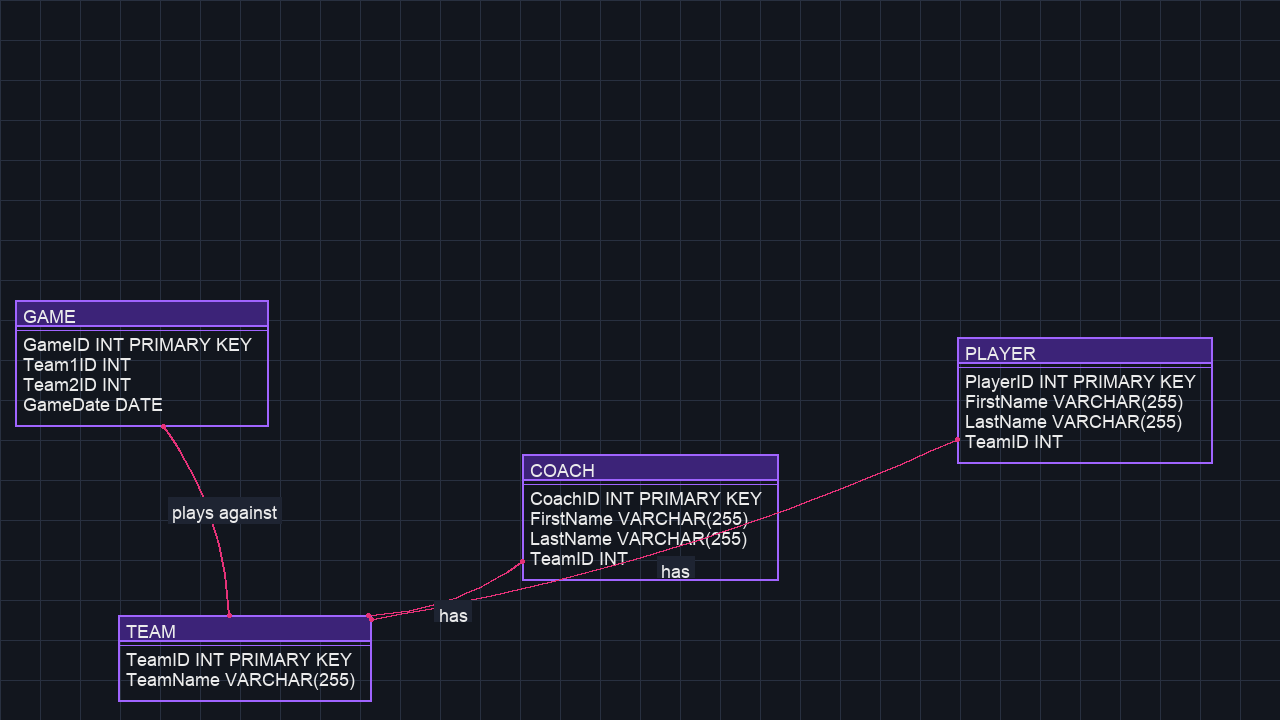 GAME
GameID INT PRIMARY KEY
Team1ID INT
Team2ID INT
GameDate DATE
PLAYER
PlayerID INT PRIMARY KEY
FirstName VARCHAR(255)
LastName VARCHAR(255)
TeamID INT
COACH
CoachID INT PRIMARY KEY
FirstName VARCHAR(255)
LastName VARCHAR(255)
TeamID INT
plays against
has
has
TEAM
TeamID INT PRIMARY KEY
TeamName VARCHAR(255)